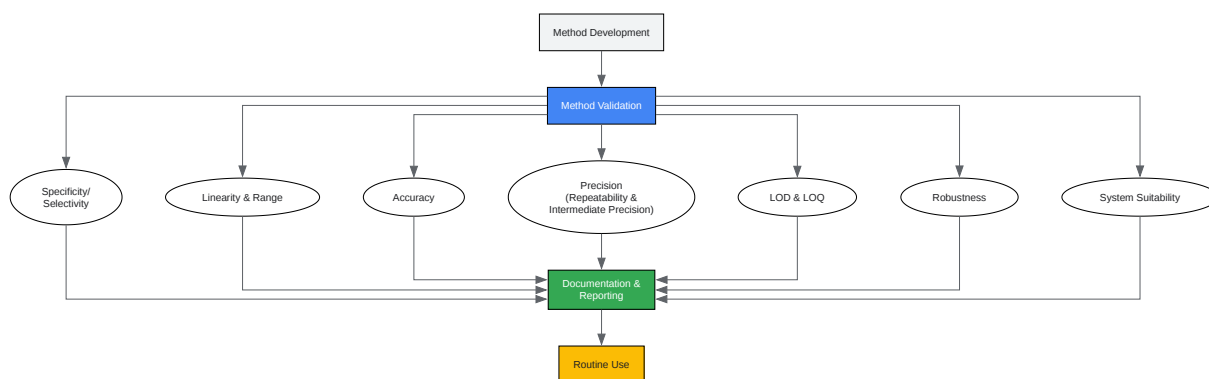 Method Development
Method Validation
Specificity/
Selectivity
Linearity & Range
Accuracy
Precision
(Repeatability &
Intermediate Precision)
LOD & LOQ
Robustness
System Suitability
Documentation &
Reporting
Routine Use